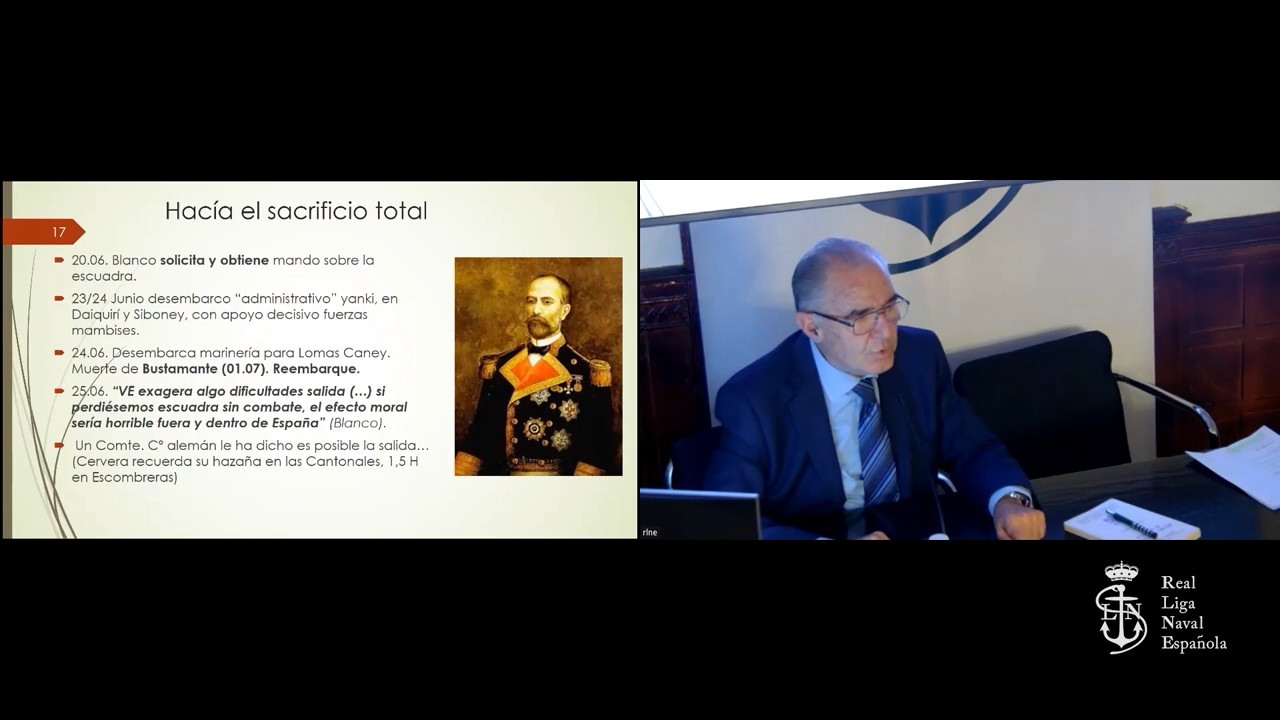 Hacía el sacrificio total
17
20.06. Blanco solicita y obtiene mando sobre la
escuadra.
23/24 Junio desembarco “administrativo” yanki, en
Daiquirí y Siboney, con apoyo decisivo fuerzas
mambises.
24.06. Desembarca marinería para Lomas Caney.
Muerte de Bustamante (01.07). Reembarque.
25.06. “VE exagera algo dificultades salida (…) si
perdiésemos escuadra sin combate, el efecto moral
sería horrible fuera y dentro de España” (Blanco).
Un Comte. Cº alemán le ha dicho es posible la salida…
(Cervera recuerda su hazaña en las Cantonales, 1,5 H
en Escombreras)
rlne
LN
Real
Liga
Naval
Española